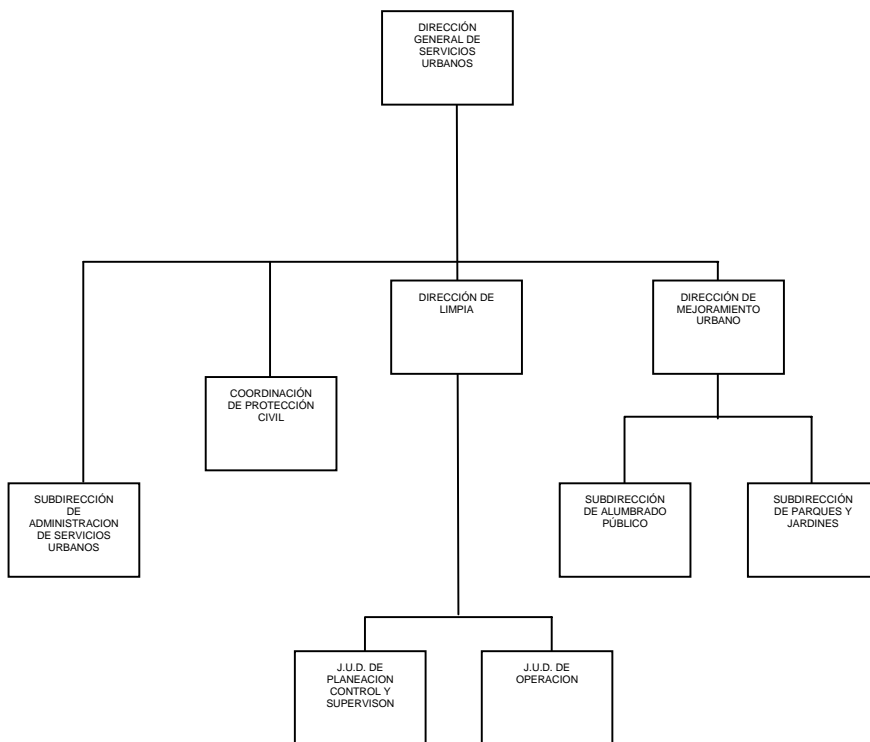 DIRECCIÓN
GENERAL DE
SERVICIOS
URBANOS
DIRECCIÓN DE
LIMPIA
DIRECCIÓN DE
MEJORAMIENTO
URBANO
COORDINACIÓN
DE PROTECCIÓN
CIVIL
SUBDIRECCIÓN
DE
ADMINISTRACION
DE SERVICIOS
URBANOS
SUBDIRECCIÓN
DE ALUMBRADO
PÚBLICO
SUBDIRECCIÓN
DE PARQUES Y
JARDINES
J.U.D. DE
PLANEACION
CONTROL Y
SUPERVISON
J.U.D. DE
OPERACION